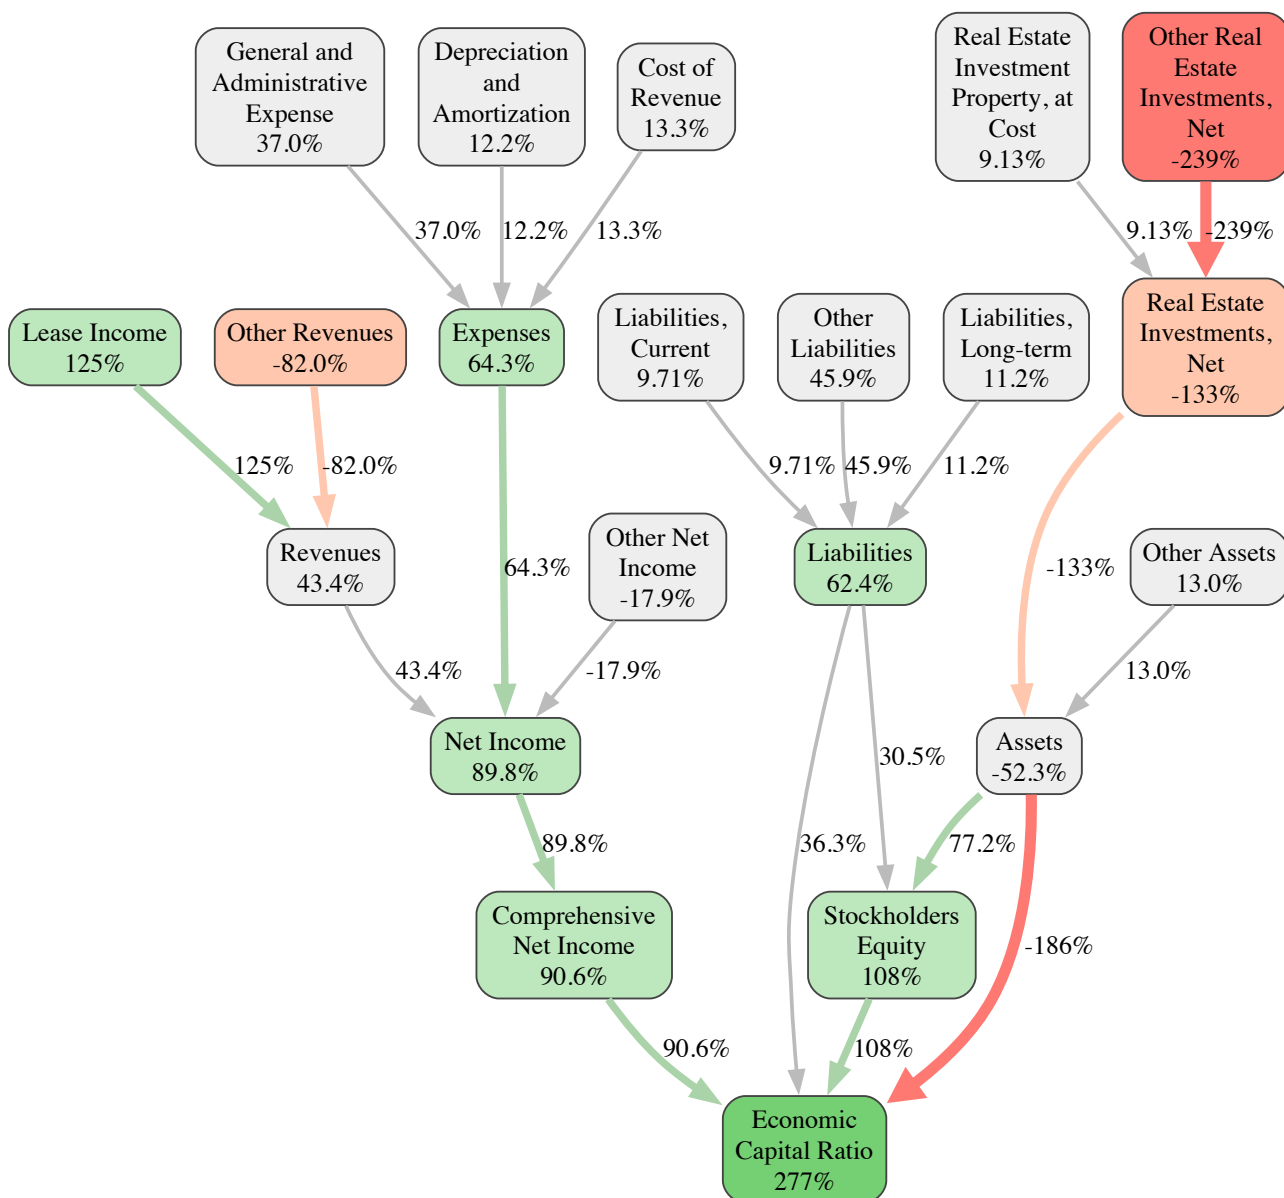 General and
Administrative
Expense
37.0%
Depreciation
and
Amortization
12.2%
Cost of
Revenue
13.3%
Real Estate
Investment
Property, at
Cost
9.13%
Other Real
Estate
Investments,
Net
-239%
37.0%
12.2%
13.3%
9.13%
-239%
Lease Income
125%
Other Revenues
-82.0%
Expenses
64.3%
Liabilities,
Current
9.71%
Other
Liabilities
45.9%
Liabilities,
Long-term
11.2%
Real Estate
Investments,
Net
-133%
125%
-82.0%
9.71%
45.9%
11.2%
Revenues
43.4%
64.3%
Other Net
Income
-17.9%
Liabilities
62.4%
-133%
Other Assets
13.0%
43.4%
-17.9%
13.0%
Net Income
89.8%
30.5%
Assets
-52.3%
89.8%
36.3%
77.2%
Comprehensive
Net Income
90.6%
Stockholders
Equity
108%
-186%
90.6%
108%
Economic
Capital Ratio
277%